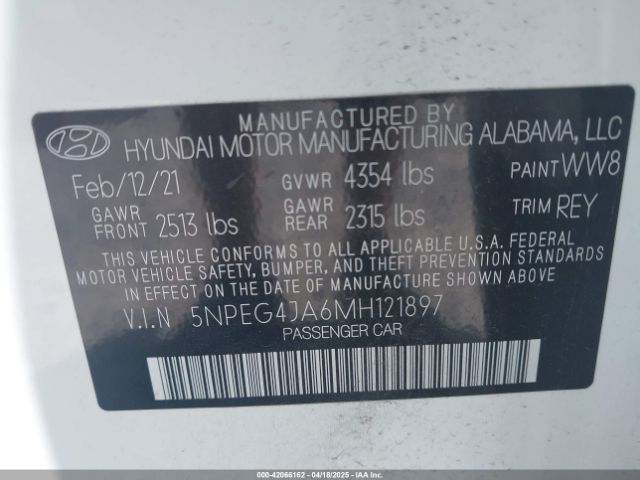 MANUFACTURED BY
HYUNDAI MOTOR MANUFACTURING ALABAMA, LLC
Feb/12/21 GVWR 4354 lbs PAINT WW8
GAWR FRONT 2513 lbs GAWR REAR 2315 lbs TRIM REY
THIS VEHICLE CONFORMS TO ALL APPLICABLE U.S.A. FEDERAL
MOTOR VEHICLE SAFETY, BUMPER, AND THEFT PREVENTION STANDARDS
IN EFFECT ON THE DATE OF MANUFACTURE SHOWN ABOVE
V.I.N 5NPEG4JA6MH121897
PASSENGER CAR
000-42066162 04/18/2025 IAA Inc.